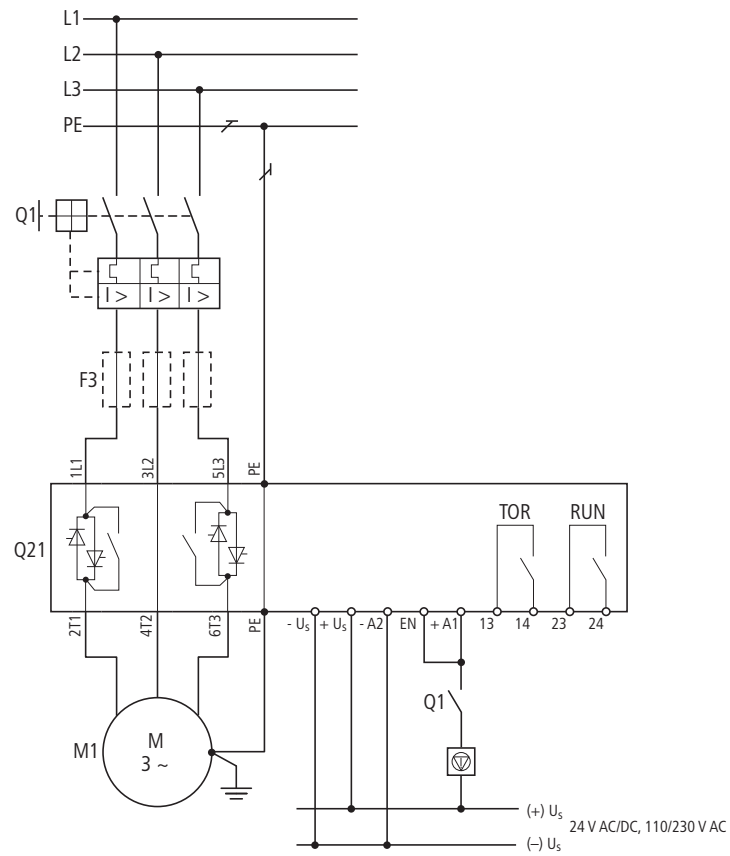 L1
L2
L3
PE
Q1
I > I > I >
F3
1L1 3L2 5L3 PE
TOR RUN
Q21
2T1 4T2 6T3 PE - Us + Us - A2 EN + A1 13 14 23 24
Q1
M1 M
3 ~
(+) Us
24 V AC/DC, 110/230 V AC
(–) Us